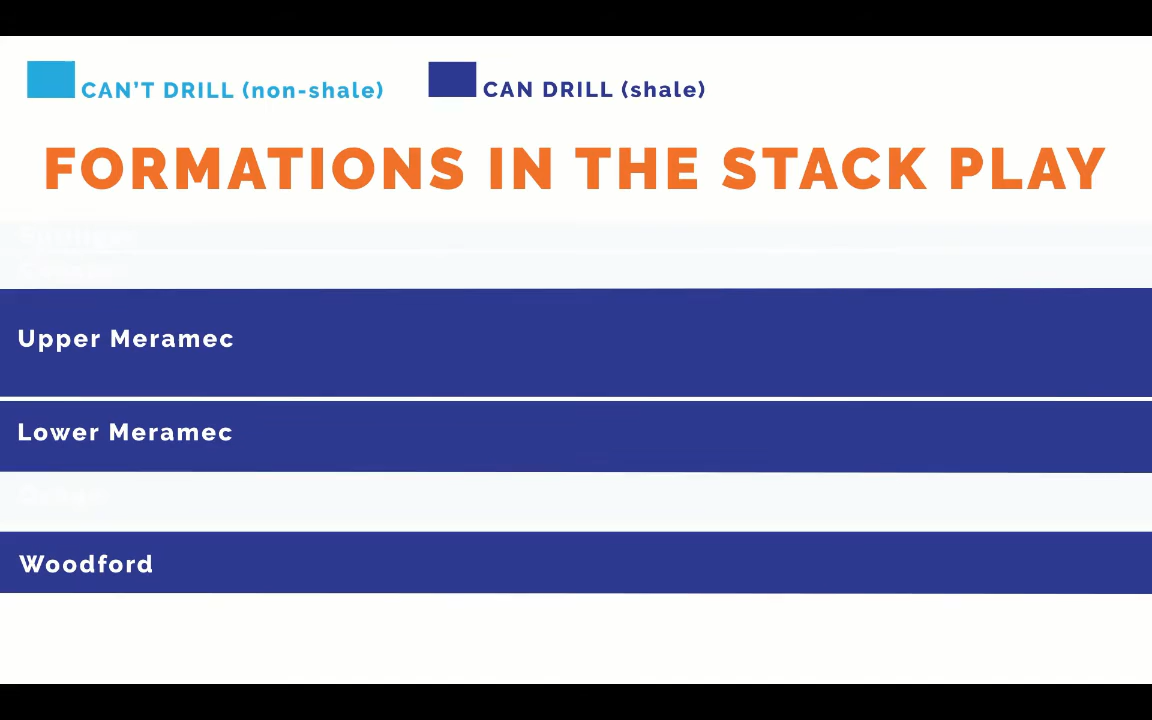 CAN'T DRILL (non-shale)
CAN DRILL (shale)
FORMATIONS IN THE STACK PLAY
Upper Meramec
Lower Meramec
Woodford